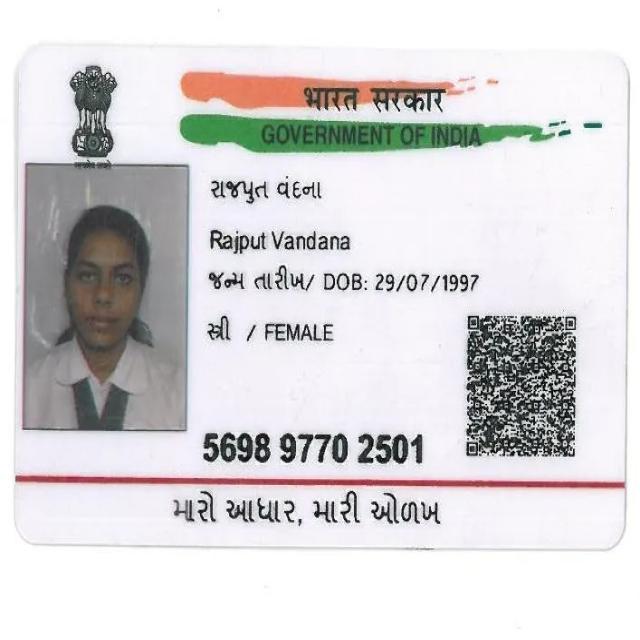 भारत सरकार
GOVERNMENT OF INDIA
રાજપુત વંદના
Rajput Vandana
જન્મ તારીખ/ DOB: 29/07/1997
સ્ત્રી / FEMALE
5698 9770 2501
મારો આધાર, મારી ઓળખ